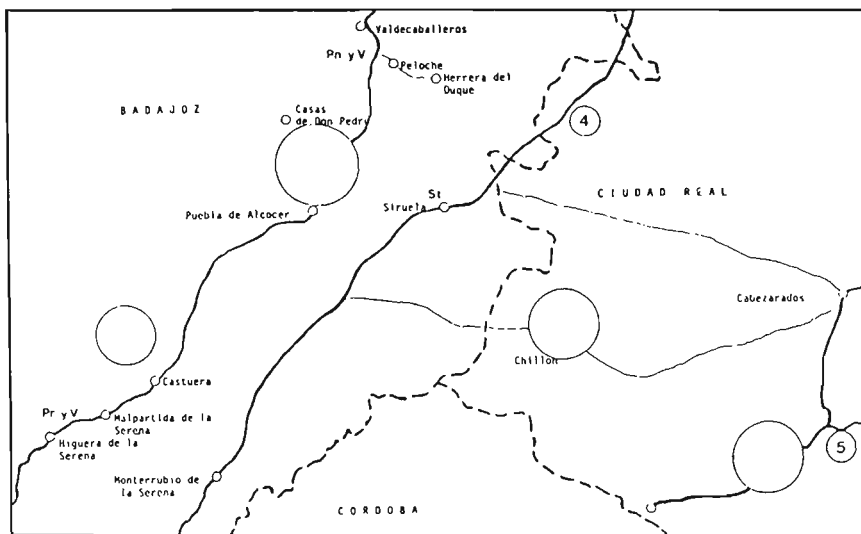 Valdecaballeros
Pn y V
Peloche
Herrera del
Duque
BADAJOZ
Casas
de Don Pedro
4
St
Siruela
CIUDAD REAL
Puebla de Alcocer
Cabezarados
Chillon
Castuera
Pr y V
Malpartida de la
Serena
Higuera de la
Serena
5
Monterrubio de
la Serena
CORDOBA